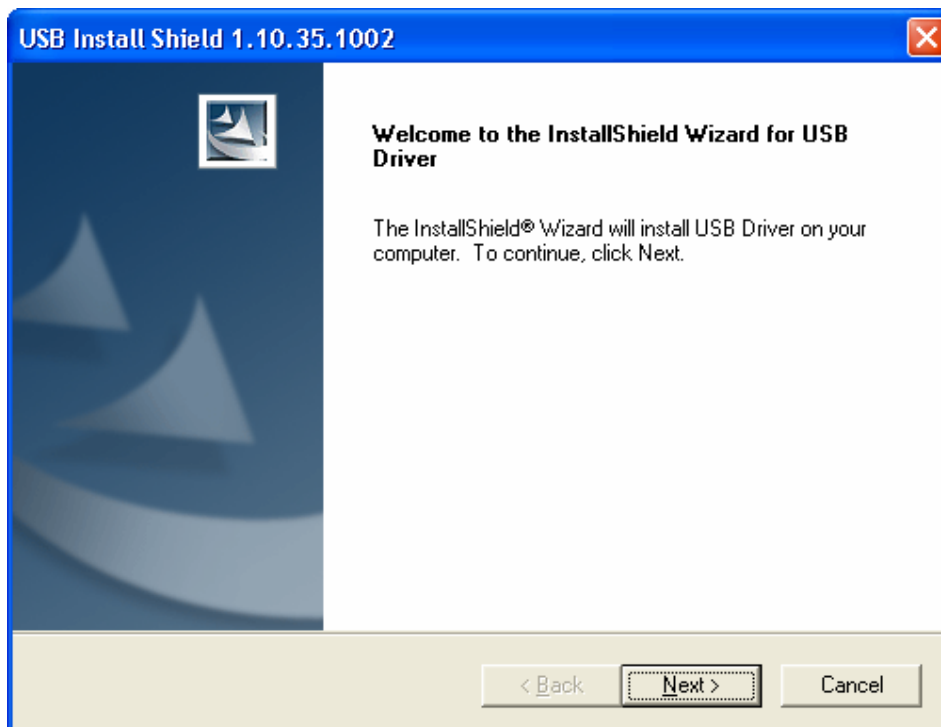 USB Install Shield 1.10.35.1002
Welcome to the InstallShield Wizard for USB
Driver
The InstallShield® Wizard will install USB Driver on your
computer. To continue, click Next.
< Back
Next >
Cancel